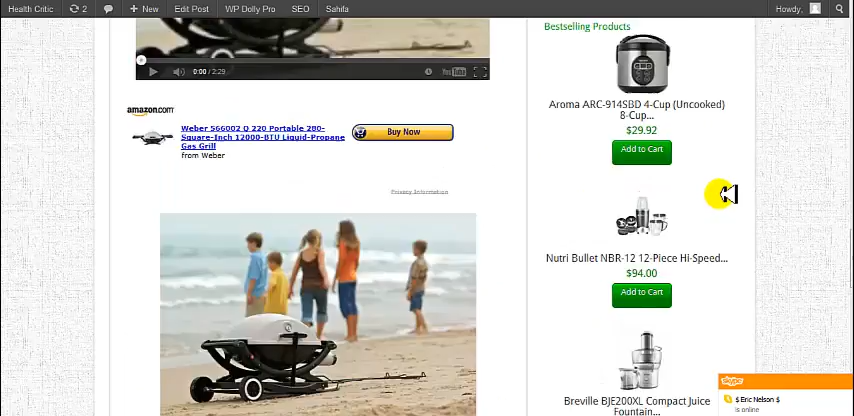 Health Critic 2 New Edit Post WP Dolly Pro SEO Sahifa Howdy,
0:00 / 2:29 YouTube
amazon.com
Weber 566002 Q 220 Portable 280-
Square-Inch 12000-BTU Liquid-Propane
Gas Grill
from Weber
Buy Now
Privacy Information
Bestselling Products
Aroma ARC-914SBD 4-Cup (Uncooked)
8-Cup...
$29.92
Add to Cart
Nutri Bullet NBR-12 12-Piece Hi-Speed...
$94.00
Add to Cart
Breville BJE200XL Compact Juice
Fountain...
skype
$ Eric Nelson $
is online